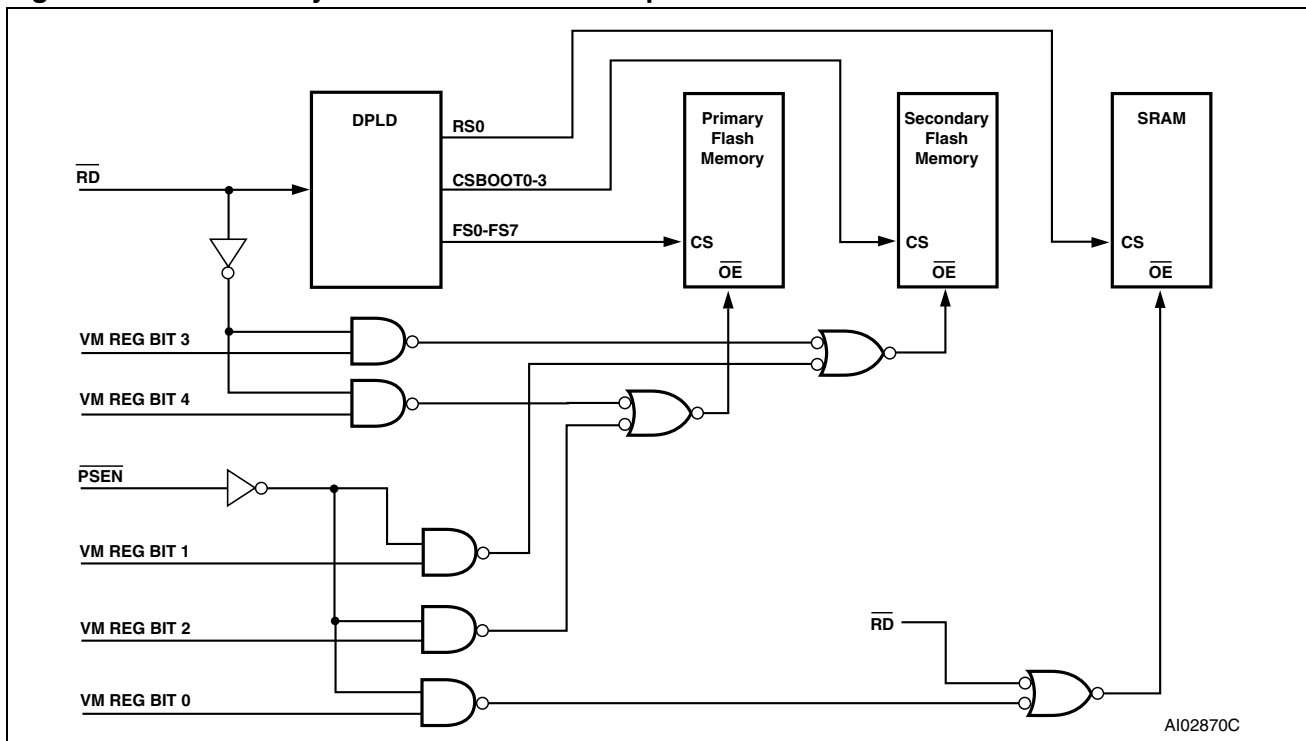 DPLD
RS0
CSBOOT0-3
FS0-FS7
Primary
Flash
Memory
CS
OE
Secondary
Flash
Memory
CS
OE
SRAM
CS
OE
RD
VM REG BIT 3
VM REG BIT 4
PSEN
VM REG BIT 1
VM REG BIT 2
VM REG BIT 0
RD
AI02870C